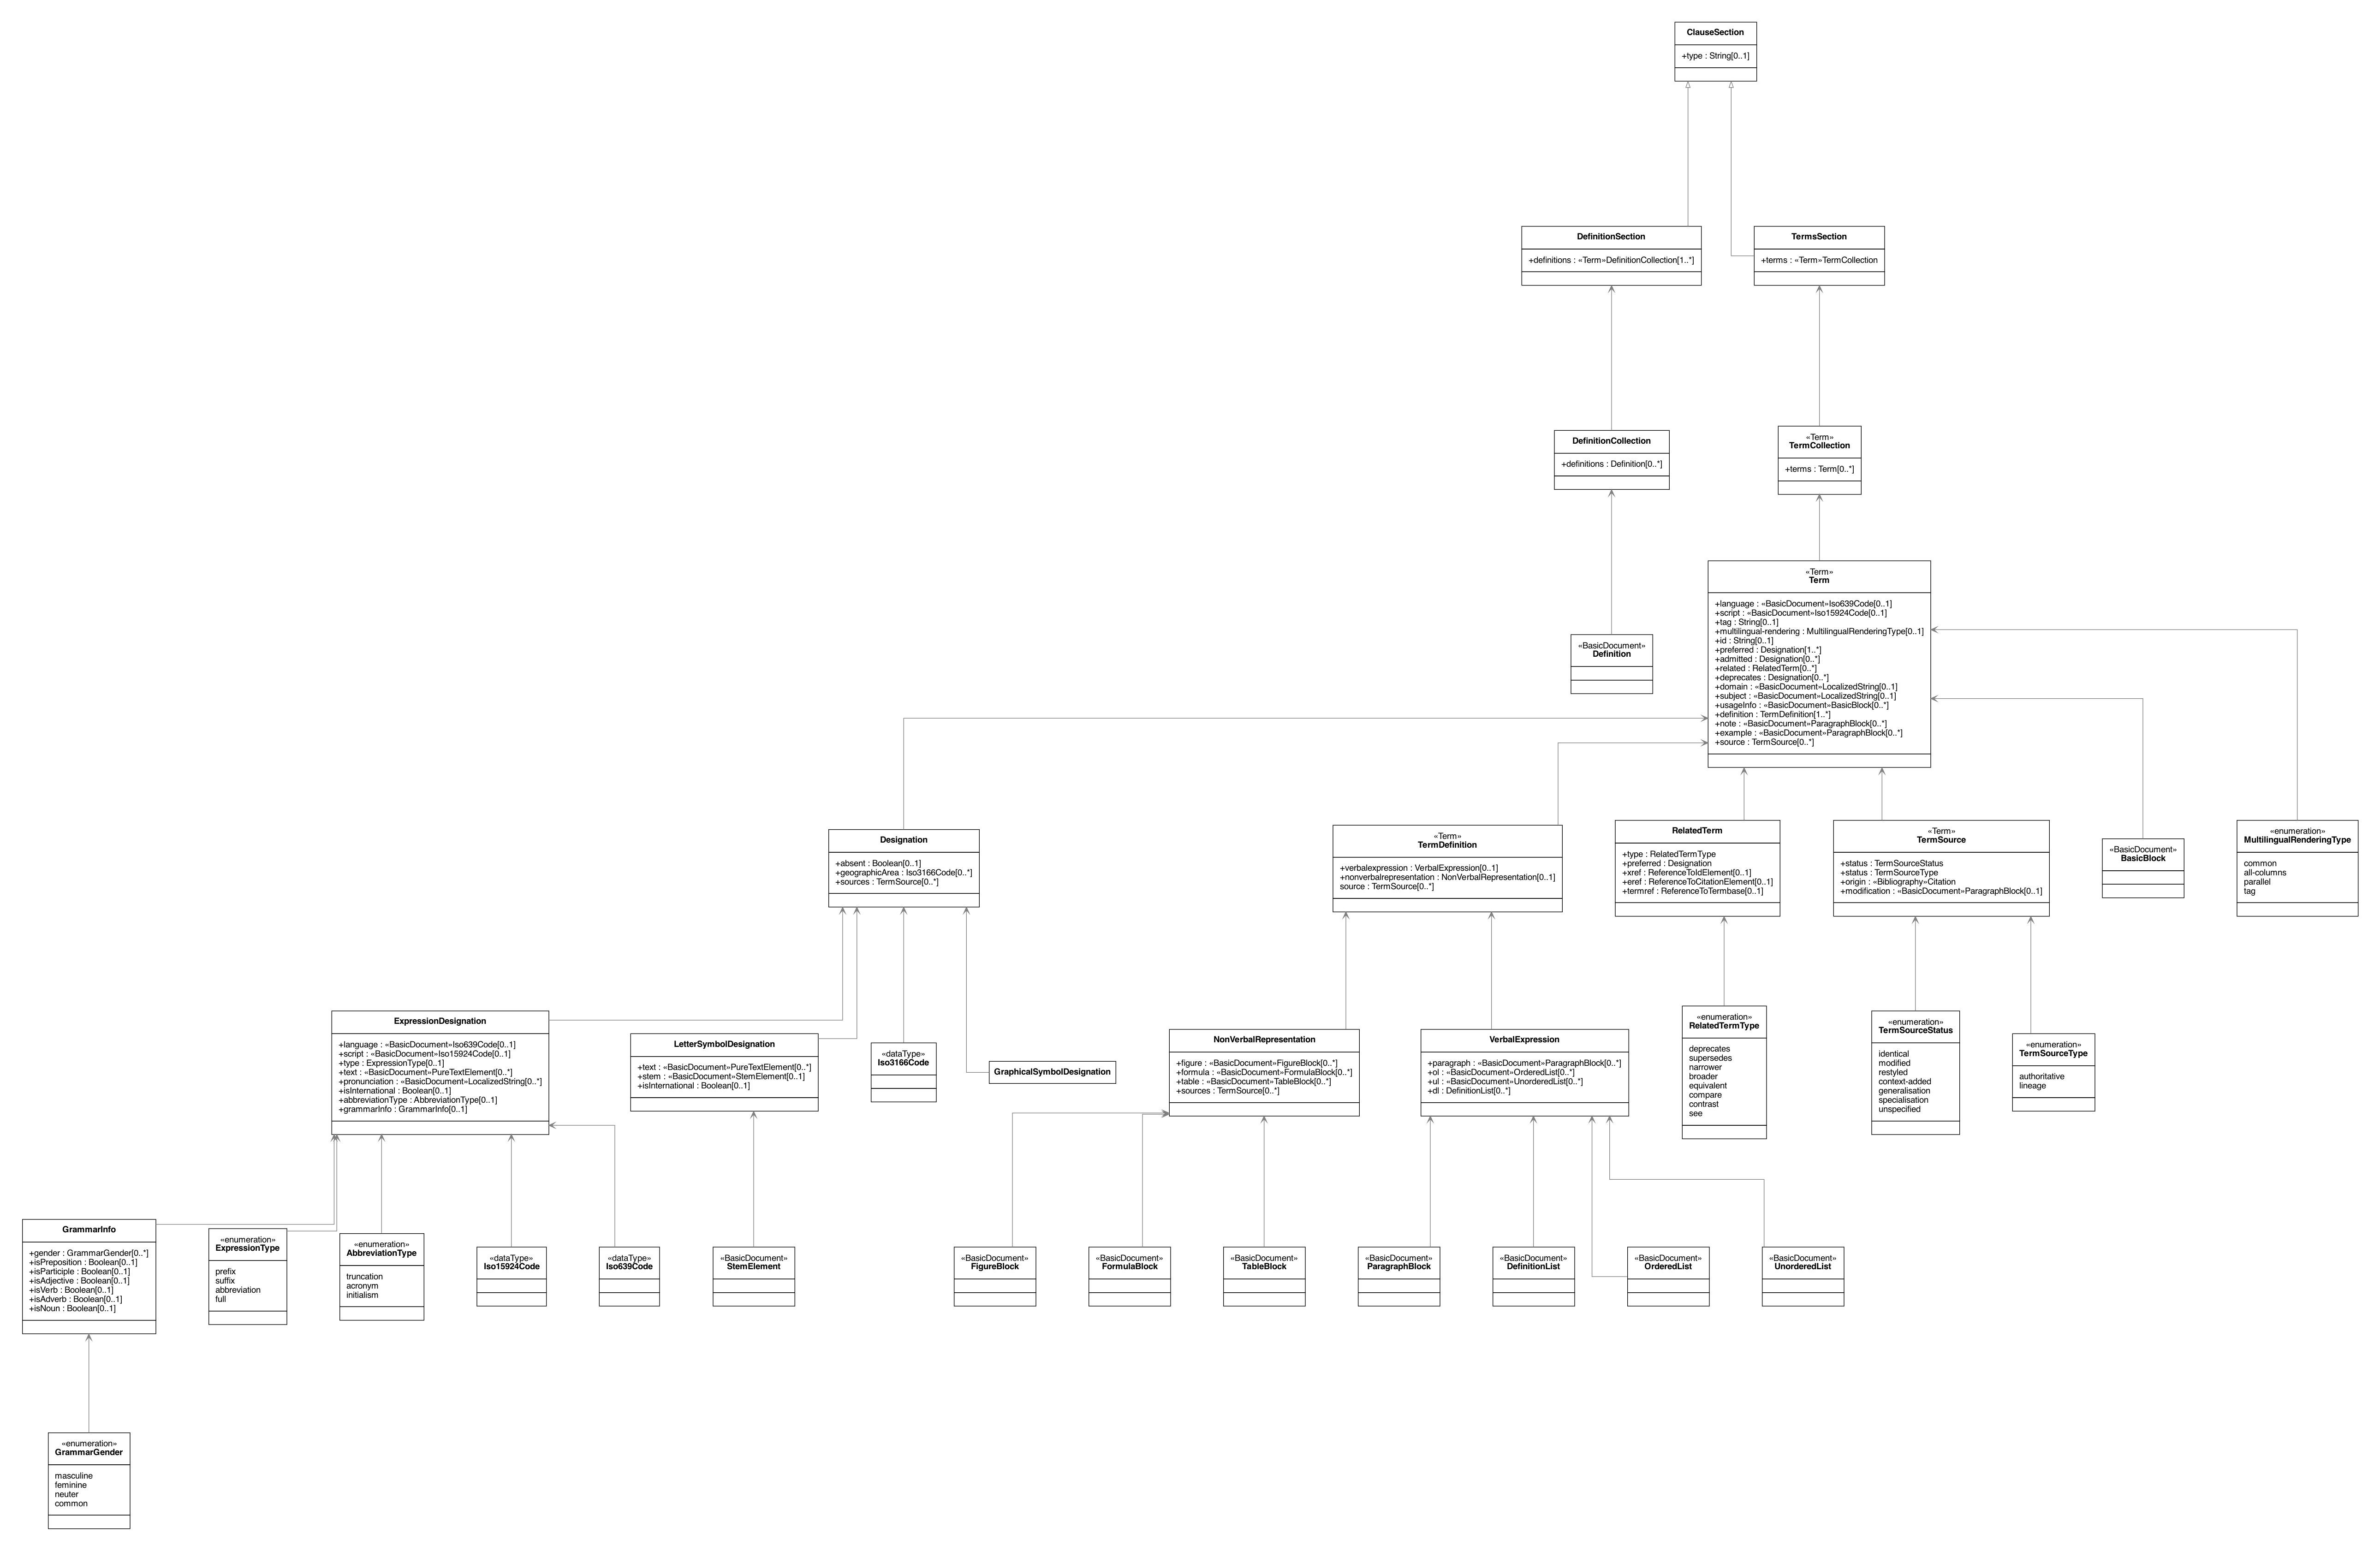 ClauseSection
+type : String[0..1]
DefinitionSection
+definitions : «Term»DefinitionCollection[1..*]
TermsSection
+terms : «Term»TermCollection
DefinitionCollection
+definitions : Definition[0..*]
«Term»
TermCollection
+terms : Term[0..*]
«Term»
Term
+language : «BasicDocument»Iso639Code[0..1]
+script : «BasicDocument»Iso15924Code[0..1]
+tag : String[0..1]
+multilingual-rendering : MultilingualRenderingType[0..1]
+id : String[0..1]
+preferred : Designation[1..*]
+admitted : Designation[0..*]
+related : RelatedTerm[0..*]
+deprecates : Designation[0..*]
+domain : «BasicDocument»LocalizedString[0..1]
+subject : «BasicDocument»LocalizedString[0..1]
+usageInfo : «BasicDocument»BasicBlock[0..*]
+definition : TermDefinition[1..*]
+note : «BasicDocument»ParagraphBlock[0..*]
+example : «BasicDocument»ParagraphBlock[0..*]
+source : TermSource[0..*]
«BasicDocument»
Definition
Designation
+absent : Boolean[0..1]
+geographicArea : Iso3166Code[0..*]
+sources : TermSource[0..*]
«Term»
TermDefinition
+verbalexpression : VerbalExpression[0..1]
+nonverbalrepresentation : NonVerbalRepresentation[0..1]
source : TermSource[0..*]
RelatedTerm
+type : RelatedTermType
+preferred : Designation
+xref : ReferenceToIdElement[0..1]
+eref : ReferenceToCitationElement[0..1]
+termref : ReferenceToTermbase[0..1]
«Term»
TermSource
+status : TermSourceStatus
+status : TermSourceType
+origin : «Bibliography»Citation
+modification : «BasicDocument»ParagraphBlock[0..1]
«BasicDocument»
BasicBlock
«enumeration»
MultilingualRenderingType
common
all-columns
parallel
tag
ExpressionDesignation
+language : «BasicDocument»Iso639Code[0..1]
+script : «BasicDocument»Iso15924Code[0..1]
+type : ExpressionType[0..1]
+text : «BasicDocument»PureTextElement[0..*]
+pronunciation : «BasicDocument»LocalizedString[0..*]
+isInternational : Boolean[0..1]
+abbreviationType : AbbreviationType[0..1]
+grammarInfo : GrammarInfo[0..1]
LetterSymbolDesignation
+text : «BasicDocument»PureTextElement[0..*]
+stem : «BasicDocument»StemElement[0..1]
+isInternational : Boolean[0..1]
«dataType»
Iso3166Code
GraphicalSymbolDesignation
NonVerbalRepresentation
+figure : «BasicDocument»FigureBlock[0..*]
+formula : «BasicDocument»FormulaBlock[0..*]
+table : «BasicDocument»TableBlock[0..*]
+sources : TermSource[0..*]
VerbalExpression
+paragraph : «BasicDocument»ParagraphBlock[0..*]
+ol : «BasicDocument»OrderedList[0..*]
+ul : «BasicDocument»UnorderedList[0..*]
+dl : DefinitionList[0..*]
«enumeration»
RelatedTermType
deprecates
supersedes
narrower
broader
equivalent
compare
contrast
see
«enumeration»
TermSourceStatus
identical
modified
restyled
context-added
generalisation
specialisation
unspecified
«enumeration»
TermSourceType
authoritative
lineage
GrammarInfo
+gender : GrammarGender[0..*]
+isPreposition : Boolean[0..1]
+isParticiple : Boolean[0..1]
+isAdjective : Boolean[0..1]
+isVerb : Boolean[0..1]
+isAdverb : Boolean[0..1]
+isNoun : Boolean[0..1]
«enumeration»
ExpressionType
prefix
suffix
abbreviation
full
«enumeration»
AbbreviationType
truncation
acronym
initialism
«dataType»
Iso15924Code
«dataType»
Iso639Code
«BasicDocument»
StemElement
«BasicDocument»
FigureBlock
«BasicDocument»
FormulaBlock
«BasicDocument»
TableBlock
«BasicDocument»
ParagraphBlock
«BasicDocument»
DefinitionList
«BasicDocument»
OrderedList
«BasicDocument»
UnorderedList
«enumeration»
GrammarGender
masculine
feminine
neuter
common